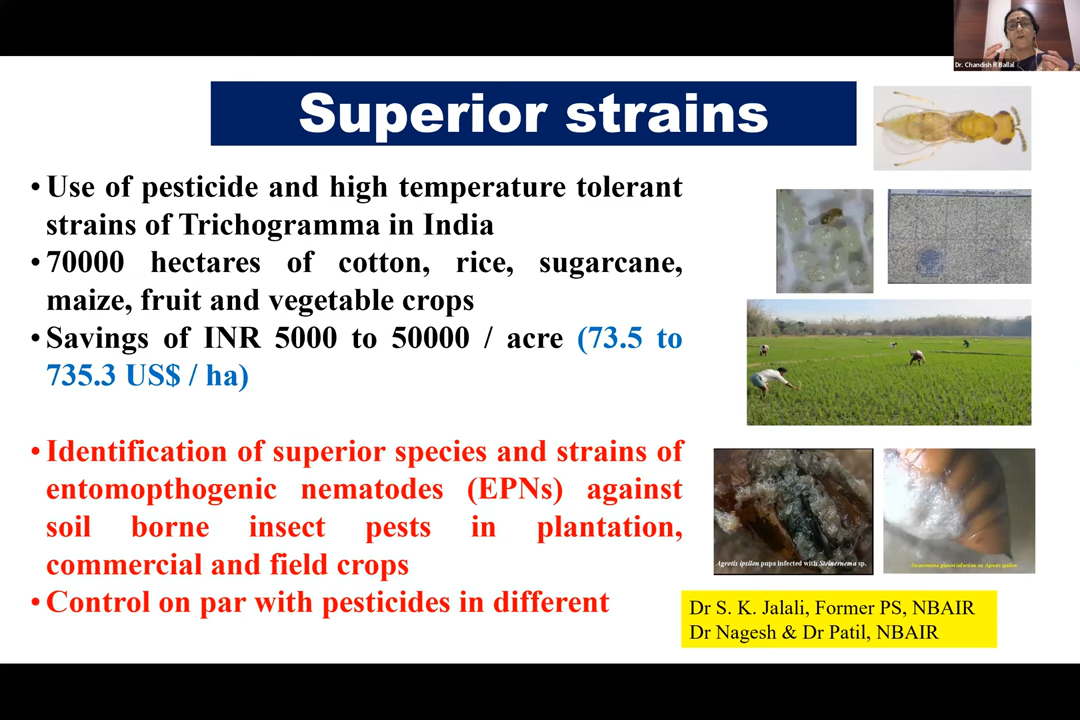 Dr. Chandish R Ballal
Superior strains
• Use of pesticide and high temperature tolerant
strains of Trichogramma in India
• 70000 hectares of cotton, rice, sugarcane,
maize, fruit and vegetable crops
• Savings of INR 5000 to 50000 / acre (73.5 to
735.3 US$ / ha)
• Identification of superior species and strains of
entomopthogenic nematodes (EPNs) against
soil borne insect pests in plantation,
commercial and field crops
• Control on par with pesticides in different
Agrotis ipsilon pupa infected with Steinernema sp.
on Agrotis ipsilon
Dr S. K. Jalali, Former PS, NBAIR
Dr Nagesh & Dr Patil, NBAIR